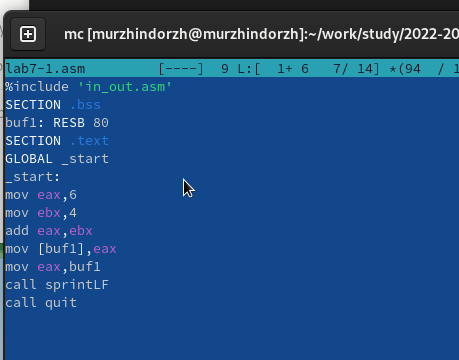 mc [murzhindorzh@murzhindorzh]:~/work/study/2022-20
lab7-1.asm [----] 9 L:[ 1+ 6 7/ 14] *(94 / 1
%include 'in_out.asm'
SECTION .bss
buf1: RESB 80
SECTION .text
GLOBAL _start
_start:
mov eax,6
mov ebx,4
add eax,ebx
mov [buf1],eax
mov eax,buf1
call sprintLF
call quit